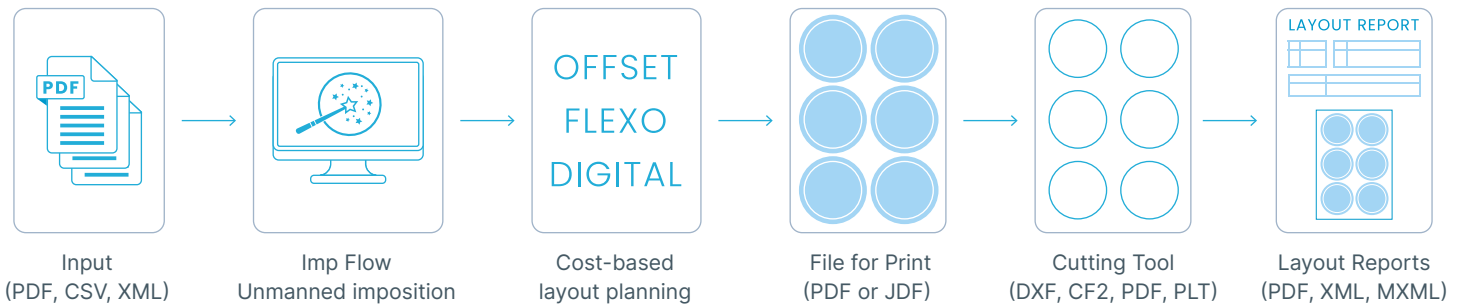 PDF
OFFSET
FLEXO
DIGITAL
LAYOUT REPORT
Input
(PDF, CSV, XML)
Imp Flow
Unmanned imposition
Cost-based
layout planning
File for Print
(PDF or JDF)
Cutting Tool
(DXF, CF2, PDF, PLT)
Layout Reports
(PDF, XML, MXML)